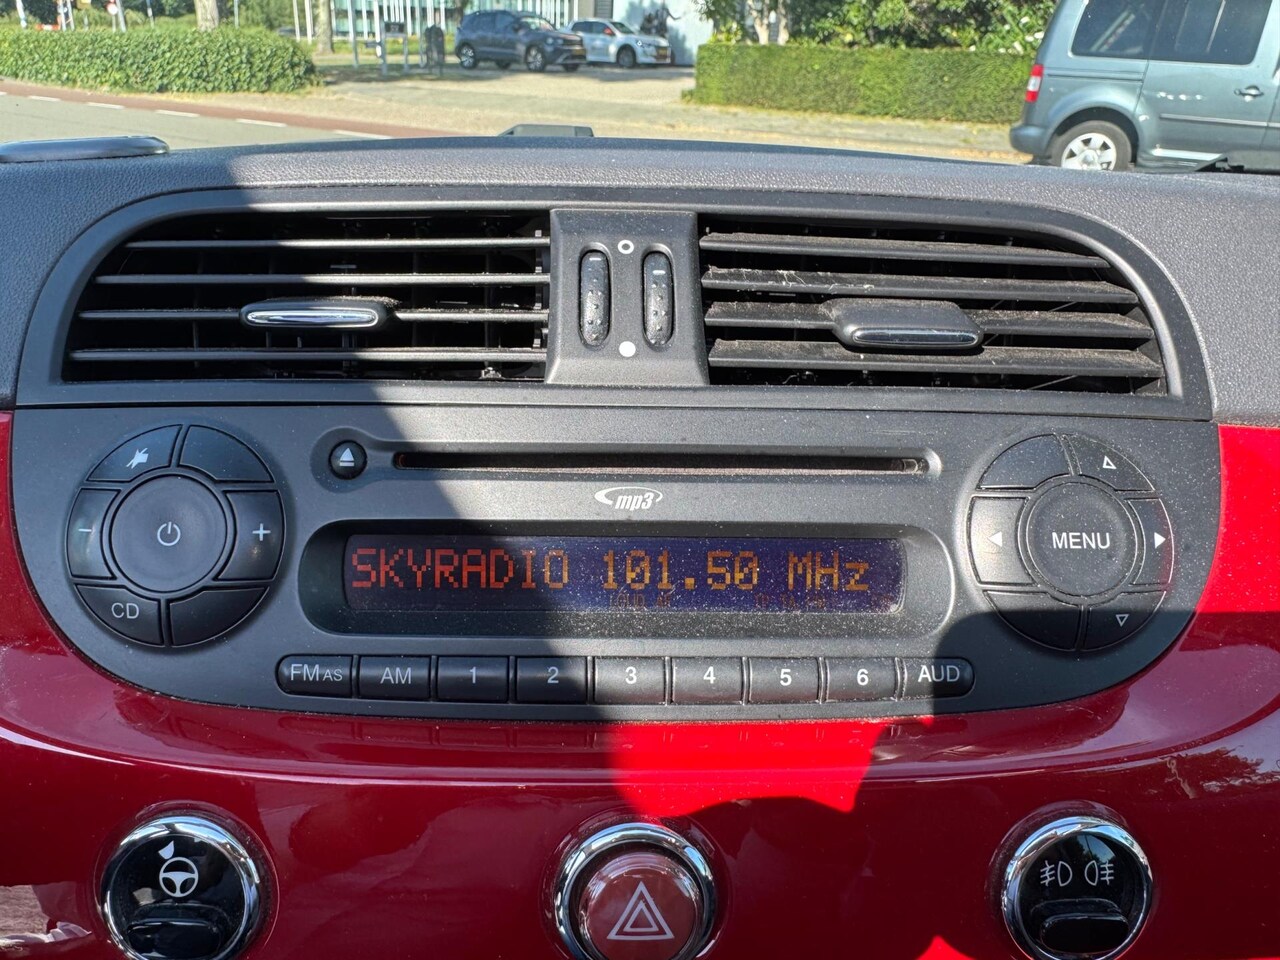 mp3
SKYRADIO 101.50 MHz
- +
MENU
CD
FM AS AM 1 2 3 4 5 6 AUD